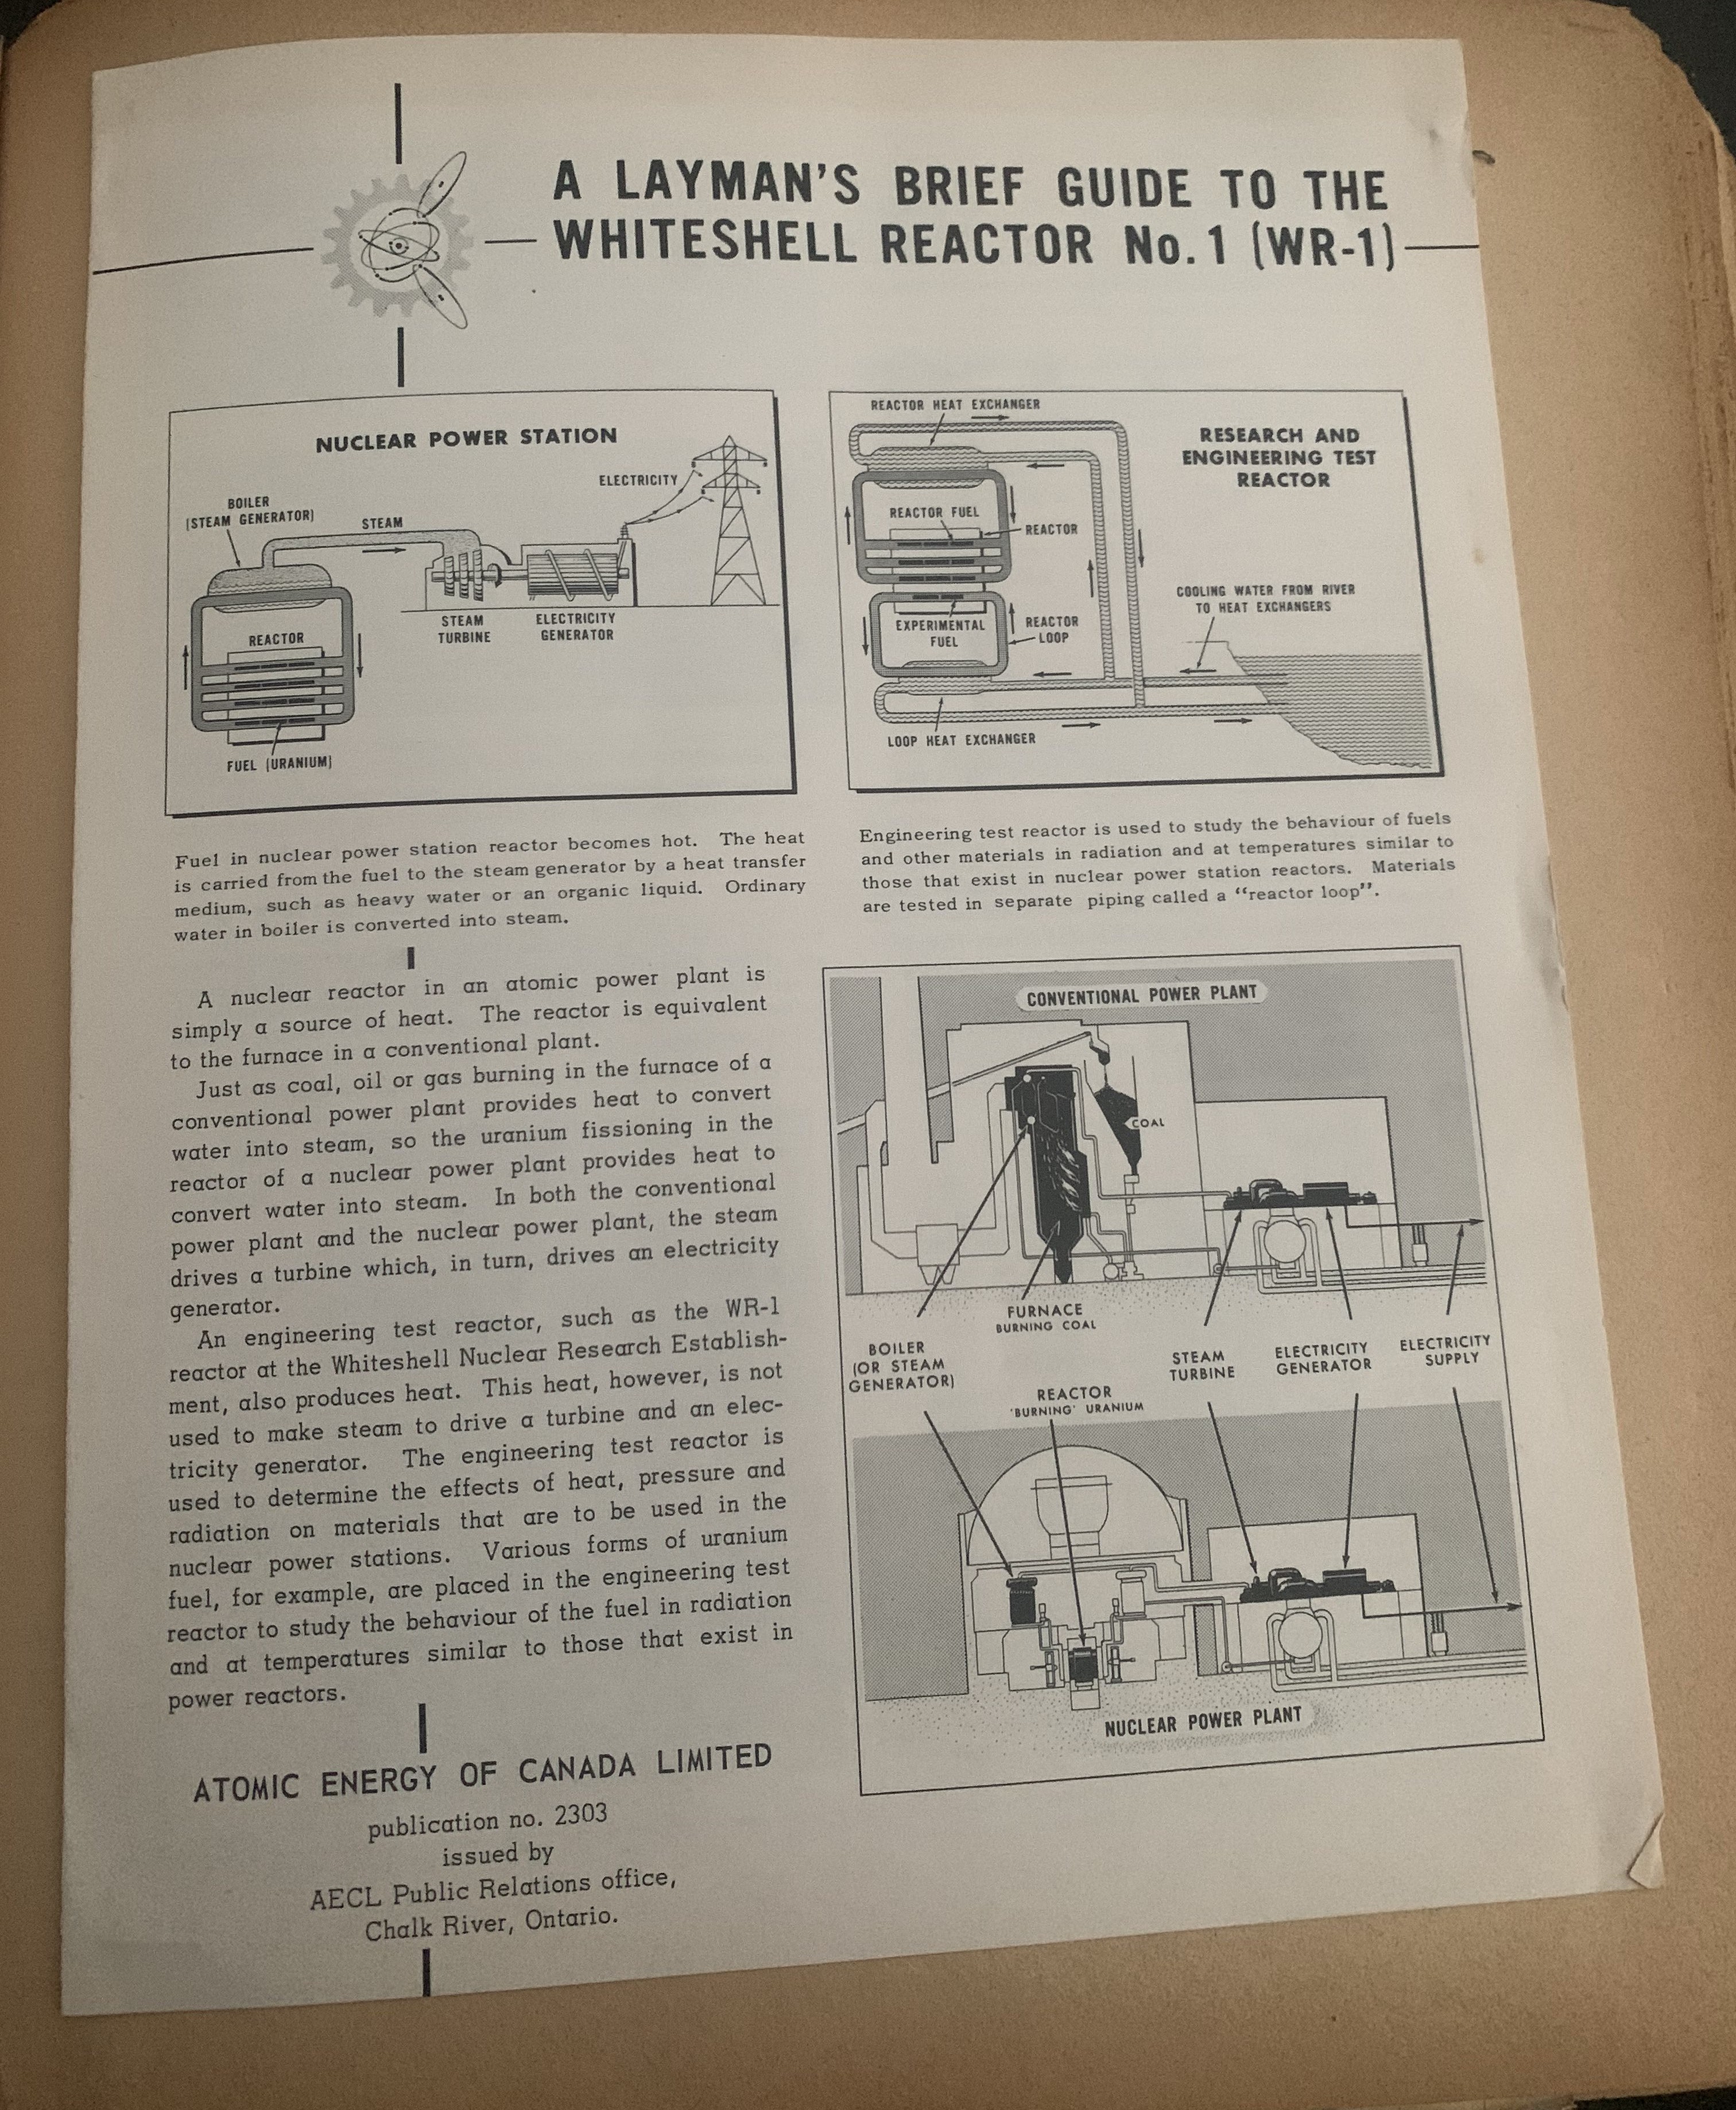 A LAYMAN'S BRIEF GUIDE TO THE
WHITESHELL REACTOR No. 1 (WR-1)
NUCLEAR POWER STATION
BOILER
(STEAM GENERATOR)
STEAM
ELECTRICITY
STEAM
TURBINE
ELECTRICITY
GENERATOR
REACTOR
FUEL (URANIUM)
REACTOR HEAT EXCHANGER
RESEARCH AND
ENGINEERING TEST
REACTOR
REACTOR FUEL
REACTOR
COOLING WATER FROM RIVER
TO HEAT EXCHANGERS
EXPERIMENTAL
FUEL
REACTOR
LOOP
LOOP HEAT EXCHANGER
Fuel in nuclear power station reactor becomes hot. The heat
is carried from the fuel to the steam generator by a heat transfer
medium, such as heavy water or an organic liquid. Ordinary
water in boiler is converted into steam.
Engineering test reactor is used to study the behaviour of fuels
and other materials in radiation and at temperatures similar to
those that exist in nuclear power station reactors. Materials
are tested in separate piping called a “reactor loop”.
A nuclear reactor in an atomic power plant is
simply a source of heat. The reactor is equivalent
to the furnace in a conventional plant.
Just as coal, oil or gas burning in the furnace of a
conventional power plant provides heat to convert
water into steam, so the uranium fissioning in the
reactor of a nuclear power plant provides heat to
convert water into steam. In both the conventional
power plant and the nuclear power plant, the steam
drives a turbine which, in turn, drives an electricity
generator.
An engineering test reactor, such as the WR-1
reactor at the Whiteshell Nuclear Research Establish-
ment, also produces heat. This heat, however, is not
used to make steam to drive a turbine and an elec-
tricity generator. The engineering test reactor is
used to determine the effects of heat, pressure and
radiation on materials that are to be used in the
nuclear power stations. Various forms of uranium
fuel, for example, are placed in the engineering test
reactor to study the behaviour of the fuel in radiation
and at temperatures similar to those that exist in
power reactors.
ATOMIC ENERGY OF CANADA LIMITED
publication no. 2303
issued by
AECL Public Relations office,
Chalk River, Ontario.
CONVENTIONAL POWER PLANT
COAL
FURNACE
BURNING COAL
BOILER
(OR STEAM
GENERATOR)
STEAM
TURBINE
ELECTRICITY
GENERATOR
ELECTRICITY
SUPPLY
REACTOR
'BURNING' URANIUM
NUCLEAR POWER PLANT